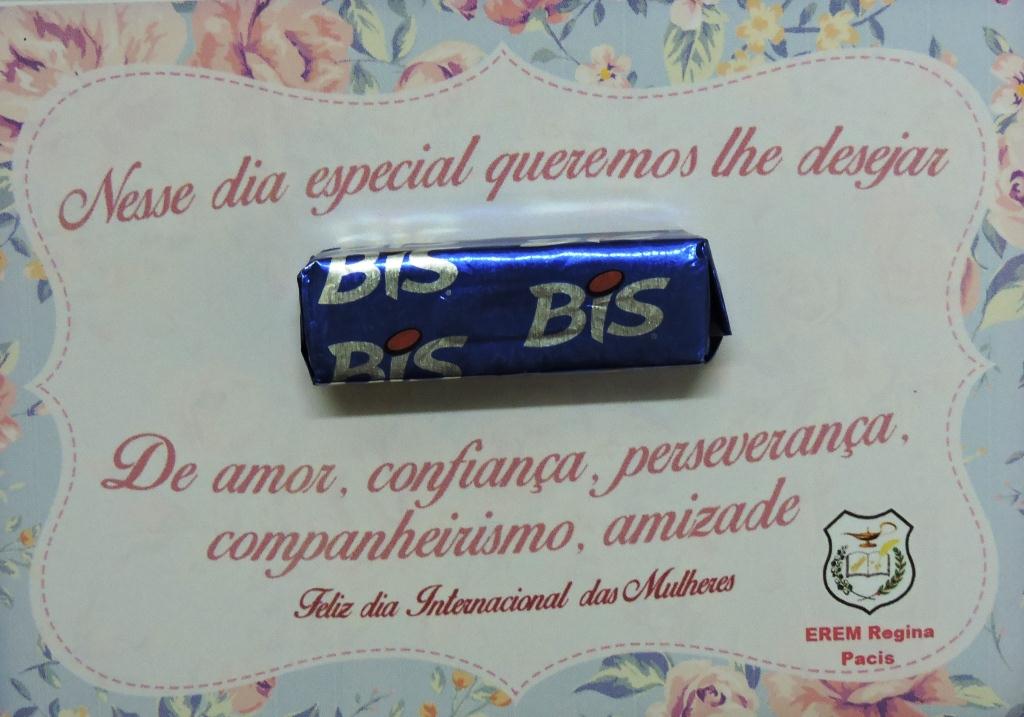 Nesse dia especial queremos lhe desejar
BiS
BiS
BiS
De amor, confiança, perseverança,
companheirismo, amizade
Feliz dia Internacional das Mulheres
EREM Regina
Pacis